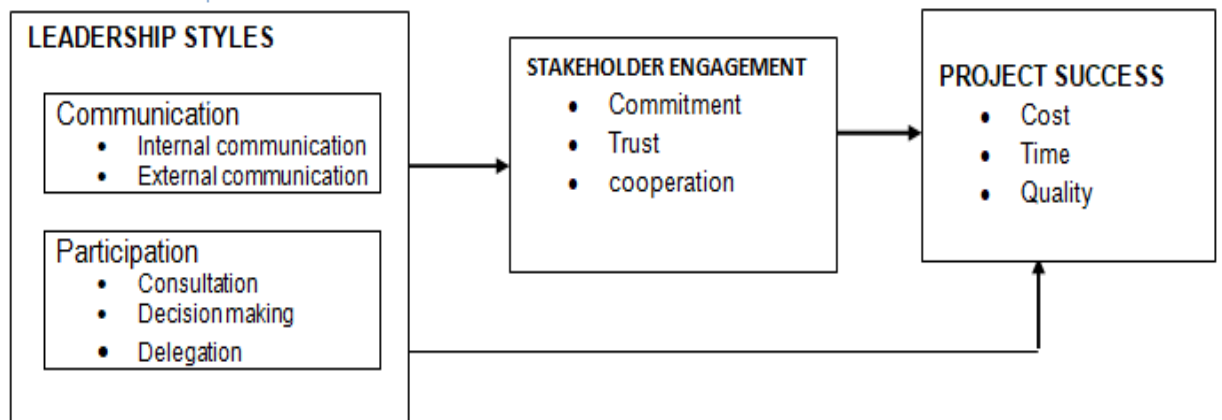 LEADERSHIP STYLES
Communication
• Internal communication
• External communication
Participation
• Consultation
• Decision making
• Delegation
STAKEHOLDER ENGAGEMENT
• Commitment
• Trust
• cooperation
PROJECT SUCCESS
• Cost
• Time
• Quality